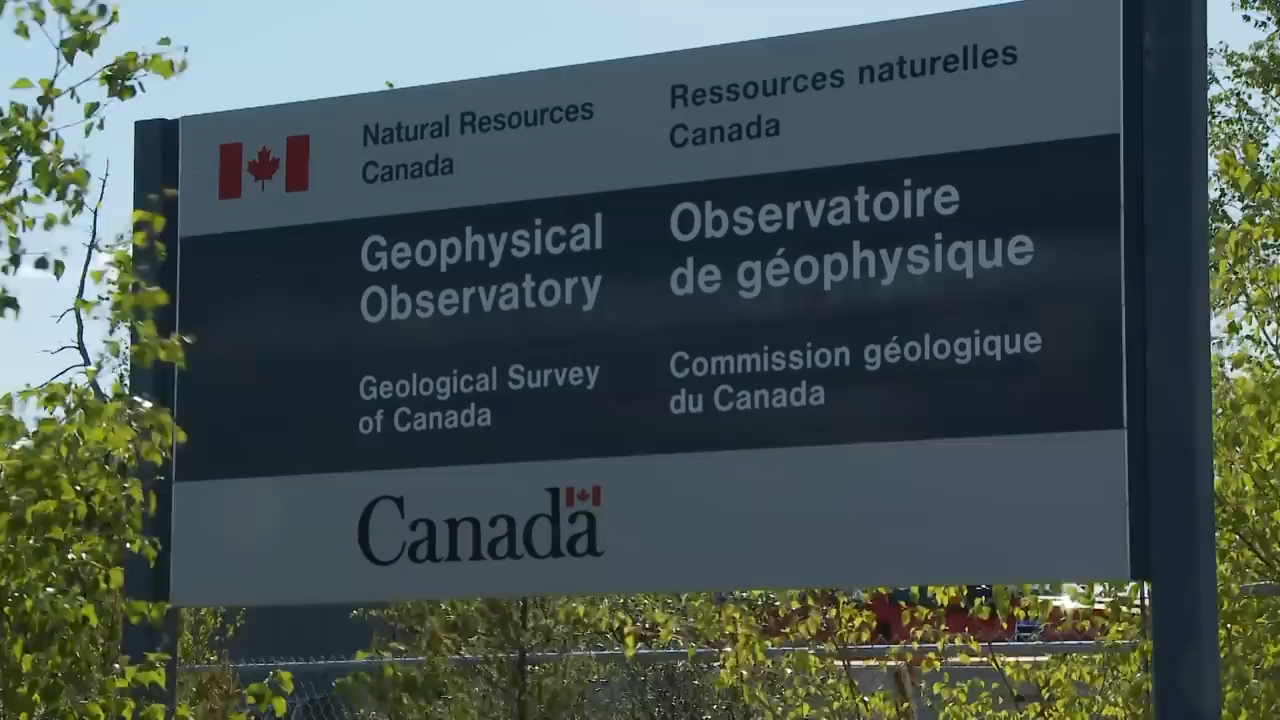 Natural Resources
Canada
Ressources naturelles
Canada
Geophysical
Observatory
Observatoire
de géophysique
Geological Survey
of Canada
Commission géologique
du Canada
Canada